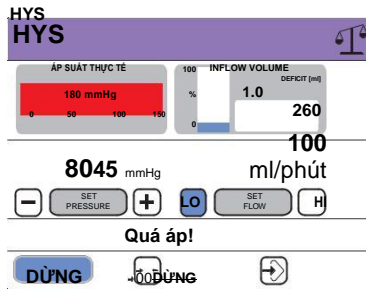 HYS
HYS
ÁP SUẤT THỰC TẾ
180 mmHg
0 50 100 150
100 INFLOW VOLUME
DEFICIT [ml]
% 1.0
260
0
100
8045 mmHg ml/phút
− SET PRESSURE + LO SET FLOW HI
Quá áp!
DỪNG
00DỪNG